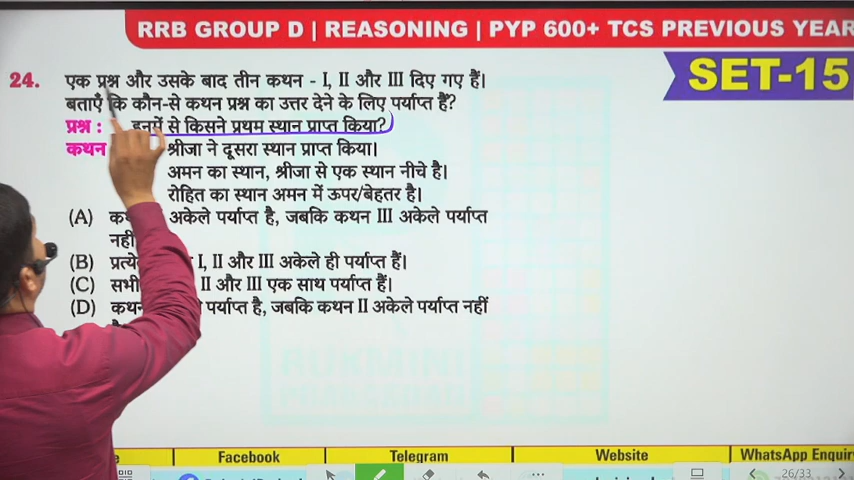 RRB GROUP D | REASONING | PYP 600+ TCS PREVIOUS YEAR
SET-15
24. एक प्रश्न और उसके बाद तीन कथन - I, II और III दिए गए हैं।
बताएँ कि कौन-से कथन प्रश्न का उत्तर देने के लिए पर्याप्त हैं?
प्रश्न : इनमें से किसने प्रथम स्थान प्राप्त किया?
कथन श्रीजा ने दूसरा स्थान प्राप्त किया।
अमन का स्थान, श्रीजा से एक स्थान नीचे है।
रोहित का स्थान अमन में ऊपर/बेहतर है।
(A) अकेले पर्याप्त है, जबकि कथन III अकेले पर्याप्त
नहीं
(B) I, II और III अकेले ही पर्याप्त हैं।
(C) सभी II और III एक साथ पर्याप्त हैं।
(D) पर्याप्त है, जबकि कथन II अकेले पर्याप्त नहीं
Facebook Telegram Website WhatsApp Enquir
26/33